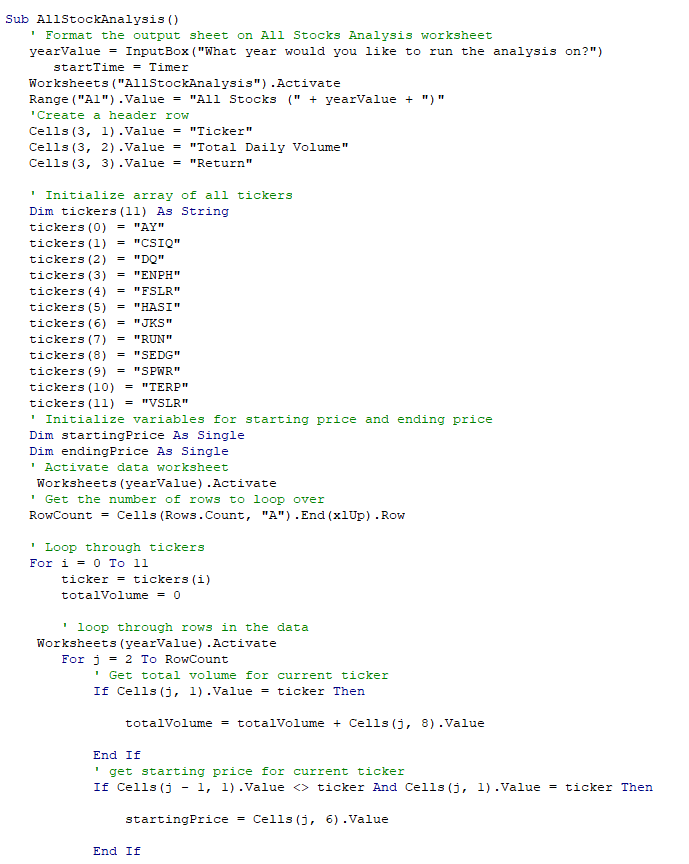 Sub AllStockAnalysis()
' Format the output sheet on All Stocks Analysis worksheet
yearValue = InputBox("What year would you like to run the analysis on?")
startTime = Timer
Worksheets("AllStockAnalysis").Activate
Range("A1").Value = "All Stocks (" + yearValue + ")"
'Create a header row
Cells(3, 1).Value = "Ticker"
Cells(3, 2).Value = "Total Daily Volume"
Cells(3, 3).Value = "Return"
' Initialize array of all tickers
Dim tickers(11) As String
tickers(0) = "AY"
tickers(1) = "CSIQ"
tickers(2) = "DQ"
tickers(3) = "ENPH"
tickers(4) = "FSLR"
tickers(5) = "HASI"
tickers(6) = "JKS"
tickers(7) = "RUN"
tickers(8) = "SEDG"
tickers(9) = "SPWR"
tickers(10) = "TERP"
tickers(11) = "VSLR"
' Initialize variables for starting price and ending price
Dim startingPrice As Single
Dim endingPrice As Single
' Activate data worksheet
Worksheets(yearValue).Activate
' Get the number of rows to loop over
RowCount = Cells(Rows.Count, "A").End(xlUp).Row
' Loop through tickers
For i = 0 To 11
ticker = tickers(i)
totalVolume = 0
' loop through rows in the data
Worksheets(yearValue).Activate
For j = 2 To RowCount
' Get total volume for current ticker
If Cells(j, 1).Value = ticker Then
totalVolume = totalVolume + Cells(j, 8).Value
End If
' get starting price for current ticker
If Cells(j - 1, 1).Value <> ticker And Cells(j, 1).Value = ticker Then
startingPrice = Cells(j, 6).Value
End If